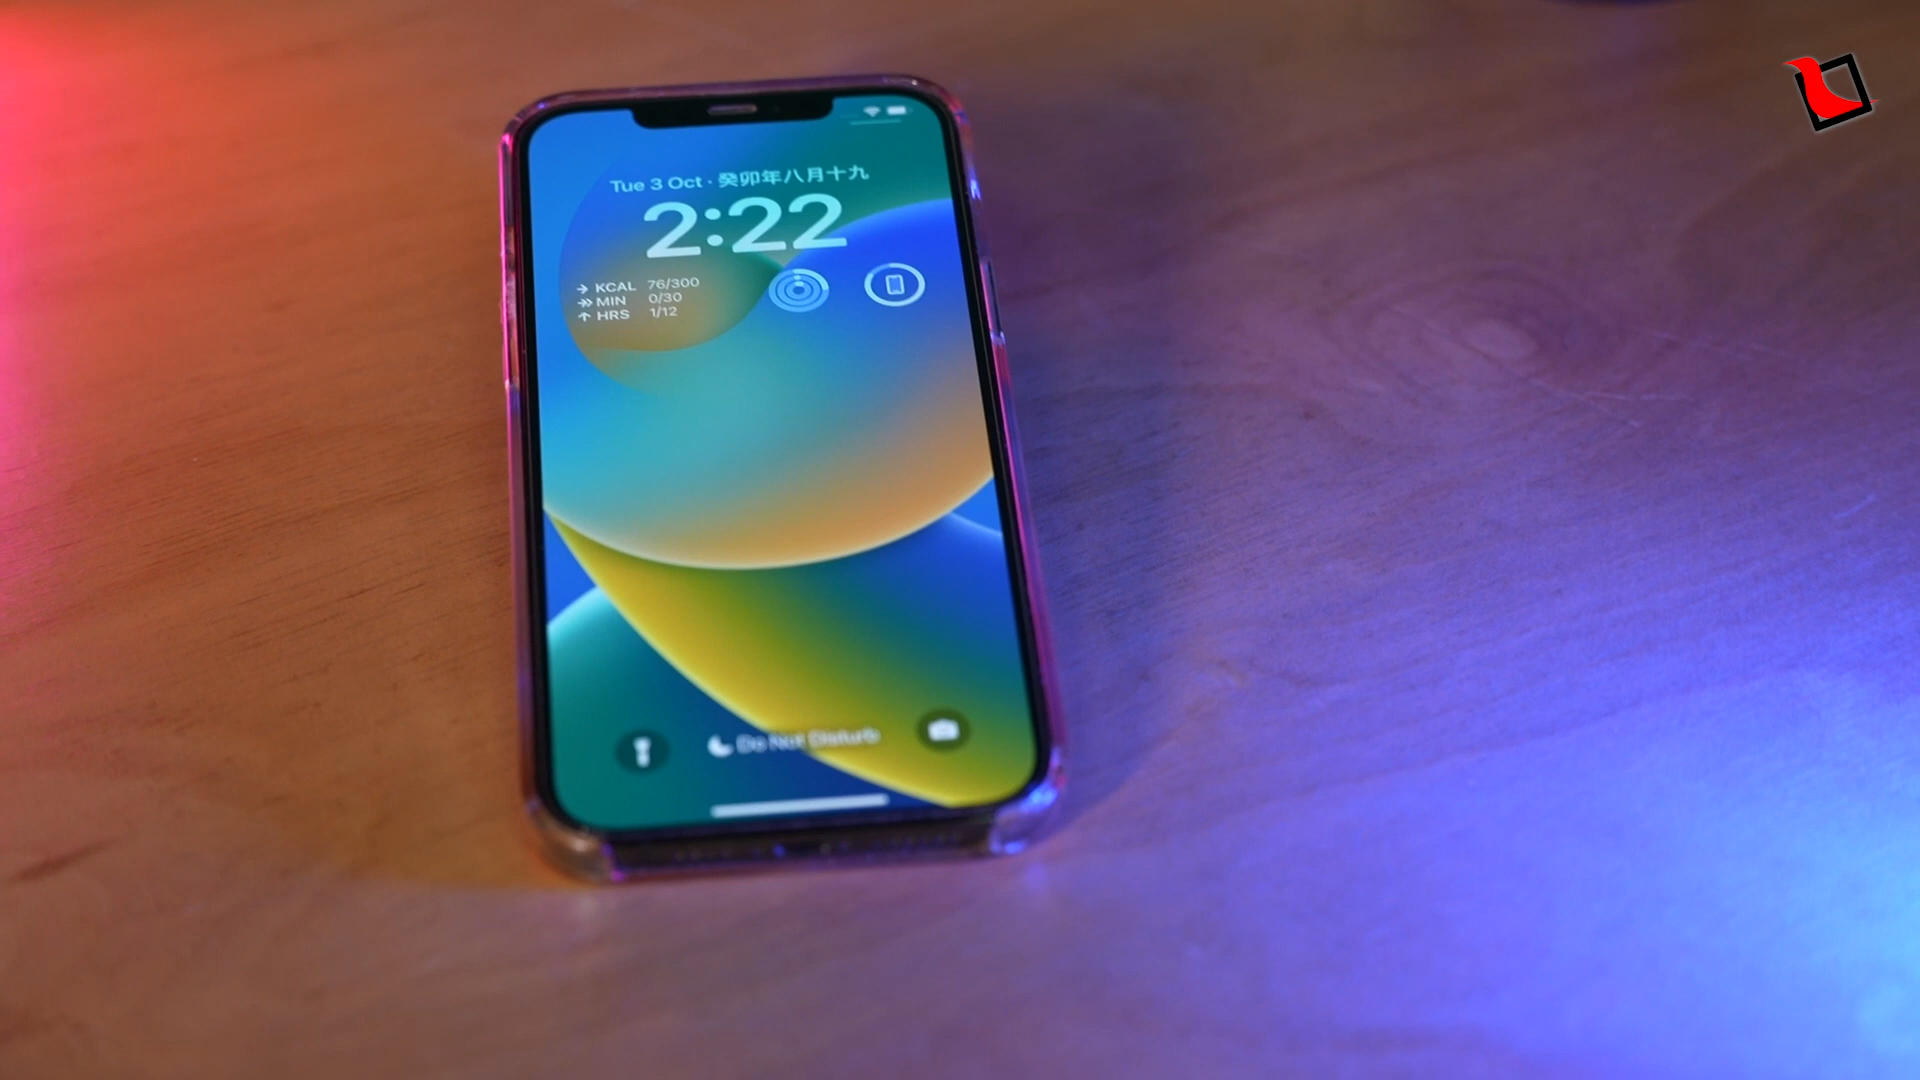 Tue 3 Oct · 癸卯年八月十九
2:22
KCAL 76/300
MIN 0/30
HRS 1/12
Do Not Disturb